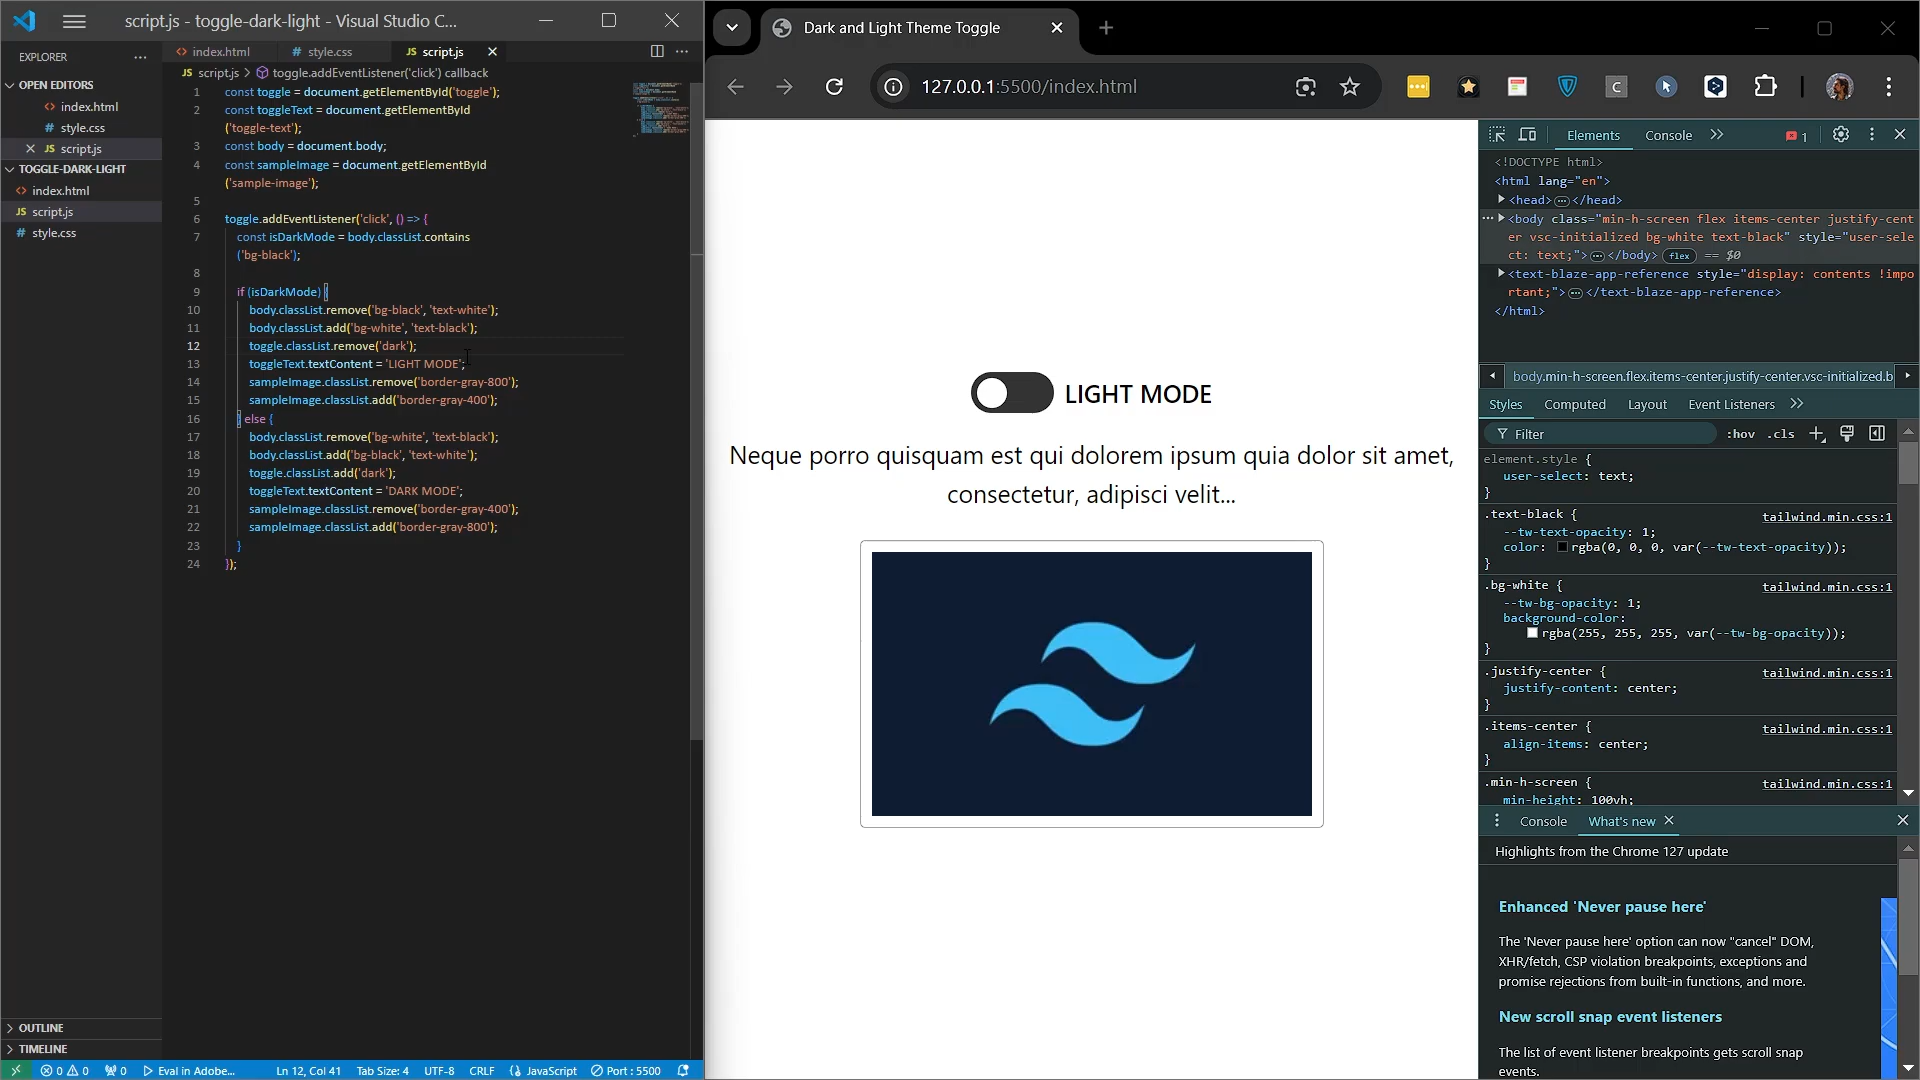 script.js - toggle-dark-light - Visual Studio C...
EXPLORER
OPEN EDITORS
index.html
style.css
script.js
TOGGLE-DARK-LIGHT
index.html
JS script.js
# style.css
OUTLINE
TIMELINE
<> index.html
# style.css
JS script.js
JS script.js > toggle.addEventListener('click') callback
1 const toggle = document.getElementById('toggle');
2 const toggleText = document.getElementById
('toggle-text');
3 const body = document.body;
4 const sampleImage = document.getElementById
('sample-image');
5
6 toggle.addEventListener('click', () => {
7 const isDarkMode = body.classList.contains
('bg-black');
8
9 if (isDarkMode) {
10 body.classList.remove('bg-black', 'text-white');
11 body.classList.add('bg-white', 'text-black');
12 toggle.classList.remove('dark');
13 toggleText.textContent = 'LIGHT MODE';
14 sampleImage.classList.remove('border-gray-800');
15 sampleImage.classList.add('border-gray-400');
16 } else {
17 body.classList.remove('bg-white', 'text-black');
18 body.classList.add('bg-black', 'text-white');
19 toggle.classList.add('dark');
20 toggleText.textContent = 'DARK MODE';
21 sampleImage.classList.remove('border-gray-400');
22 sampleImage.classList.add('border-gray-800');
23 }
24 });
0 0 0 Eval in Adobe... Ln 12, Col 41 Tab Size: 4 UTF-8 CRLF JavaScript Port : 5500
Dark and Light Theme Toggle
127.0.0.1:5500/index.html
LIGHT MODE
Neque porro quisquam est qui dolorem ipsum quia dolor sit amet,
consectetur, adipisci velit...
Elements Console 1
<!DOCTYPE html>
<html lang="en">
<head> </head>
<body class="min-h-screen flex items-center justify-cent
er vsc-initialized bg-white text-black" style="user-sele
ct: text;"> </body> flex == $0
<text-blaze-app-reference style="display: contents !impo
rtant;"> </text-blaze-app-reference>
</html>
body.min-h-screen.flex.items-center.justify-center.vsc-initialized.b
Styles Computed Layout Event Listeners
Filter :hov .cls
element.style {
user-select: text;
}
.text-black { tailwind.min.css:1
--tw-text-opacity: 1;
color: rgba(0, 0, 0, var(--tw-text-opacity));
}
.bg-white { tailwind.min.css:1
--tw-bg-opacity: 1;
background-color:
rgba(255, 255, 255, var(--tw-bg-opacity));
}
.justify-center { tailwind.min.css:1
justify-content: center;
}
.items-center { tailwind.min.css:1
align-items: center;
}
.min-h-screen { tailwind.min.css:1
min-height: 100vh;
Console What's new
Highlights from the Chrome 127 update
Enhanced 'Never pause here'
The 'Never pause here' option can now "cancel" DOM,
XHR/fetch, CSP violation breakpoints, exceptions and
promise rejections from built-in functions, and more.
New scroll snap event listeners
The list of event listener breakpoints gets scroll snap
events.